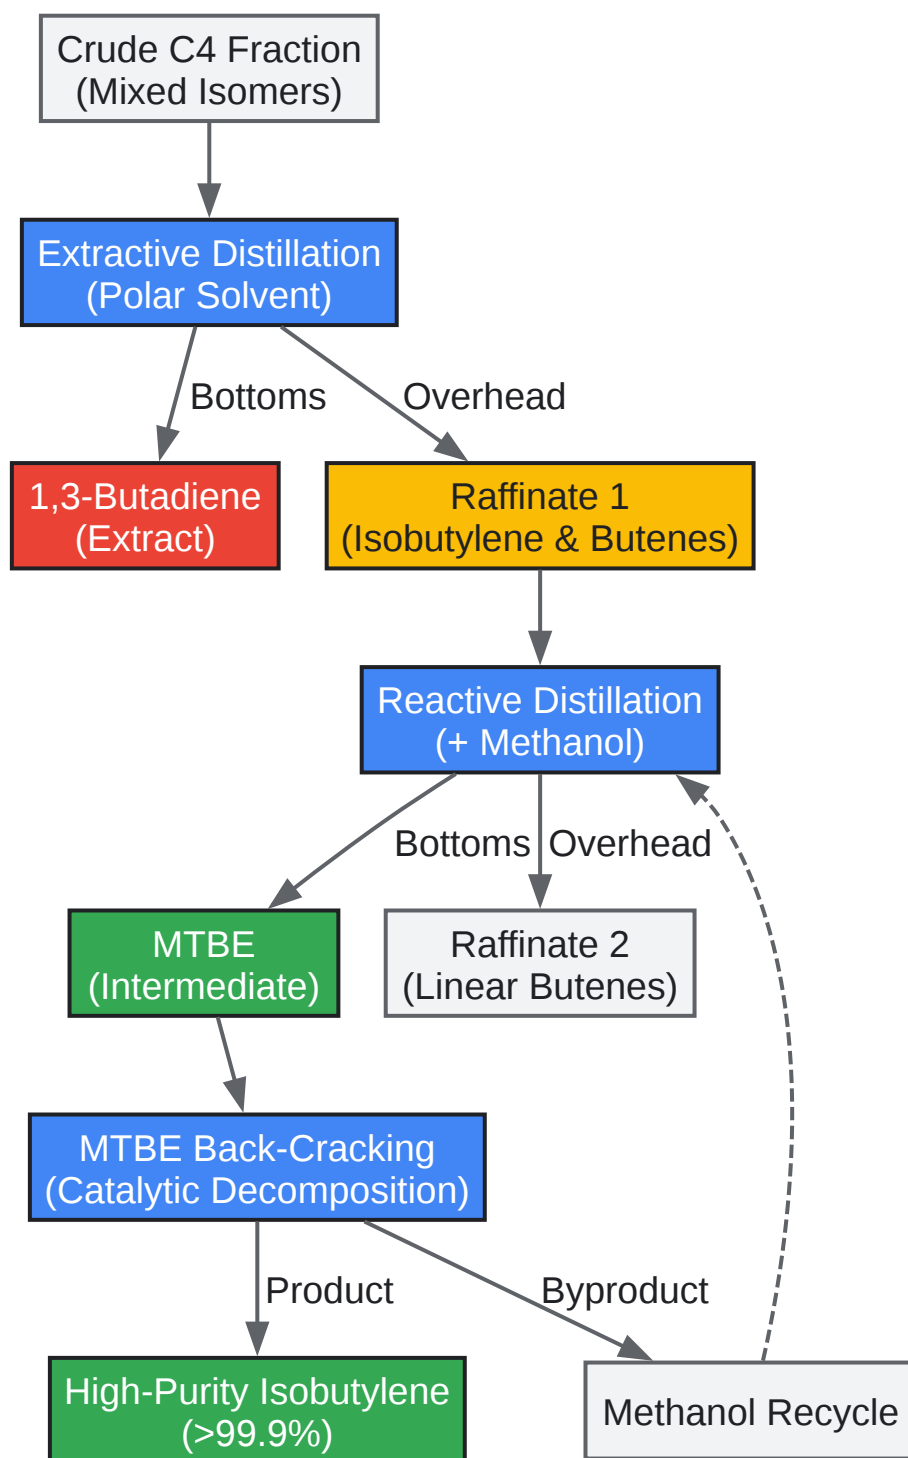 Crude C4 Fraction
(Mixed Isomers)
Extractive Distillation
(Polar Solvent)
Bottoms
Overhead
1,3-Butadiene
(Extract)
Raffinate 1
(Isobutylene & Butenes)
Reactive Distillation
(+ Methanol)
Bottoms
Overhead
MTBE
(Intermediate)
Raffinate 2
(Linear Butenes)
MTBE Back-Cracking
(Catalytic Decomposition)
Product
Byproduct
High-Purity Isobutylene
(>99.9%)
Methanol Recycle